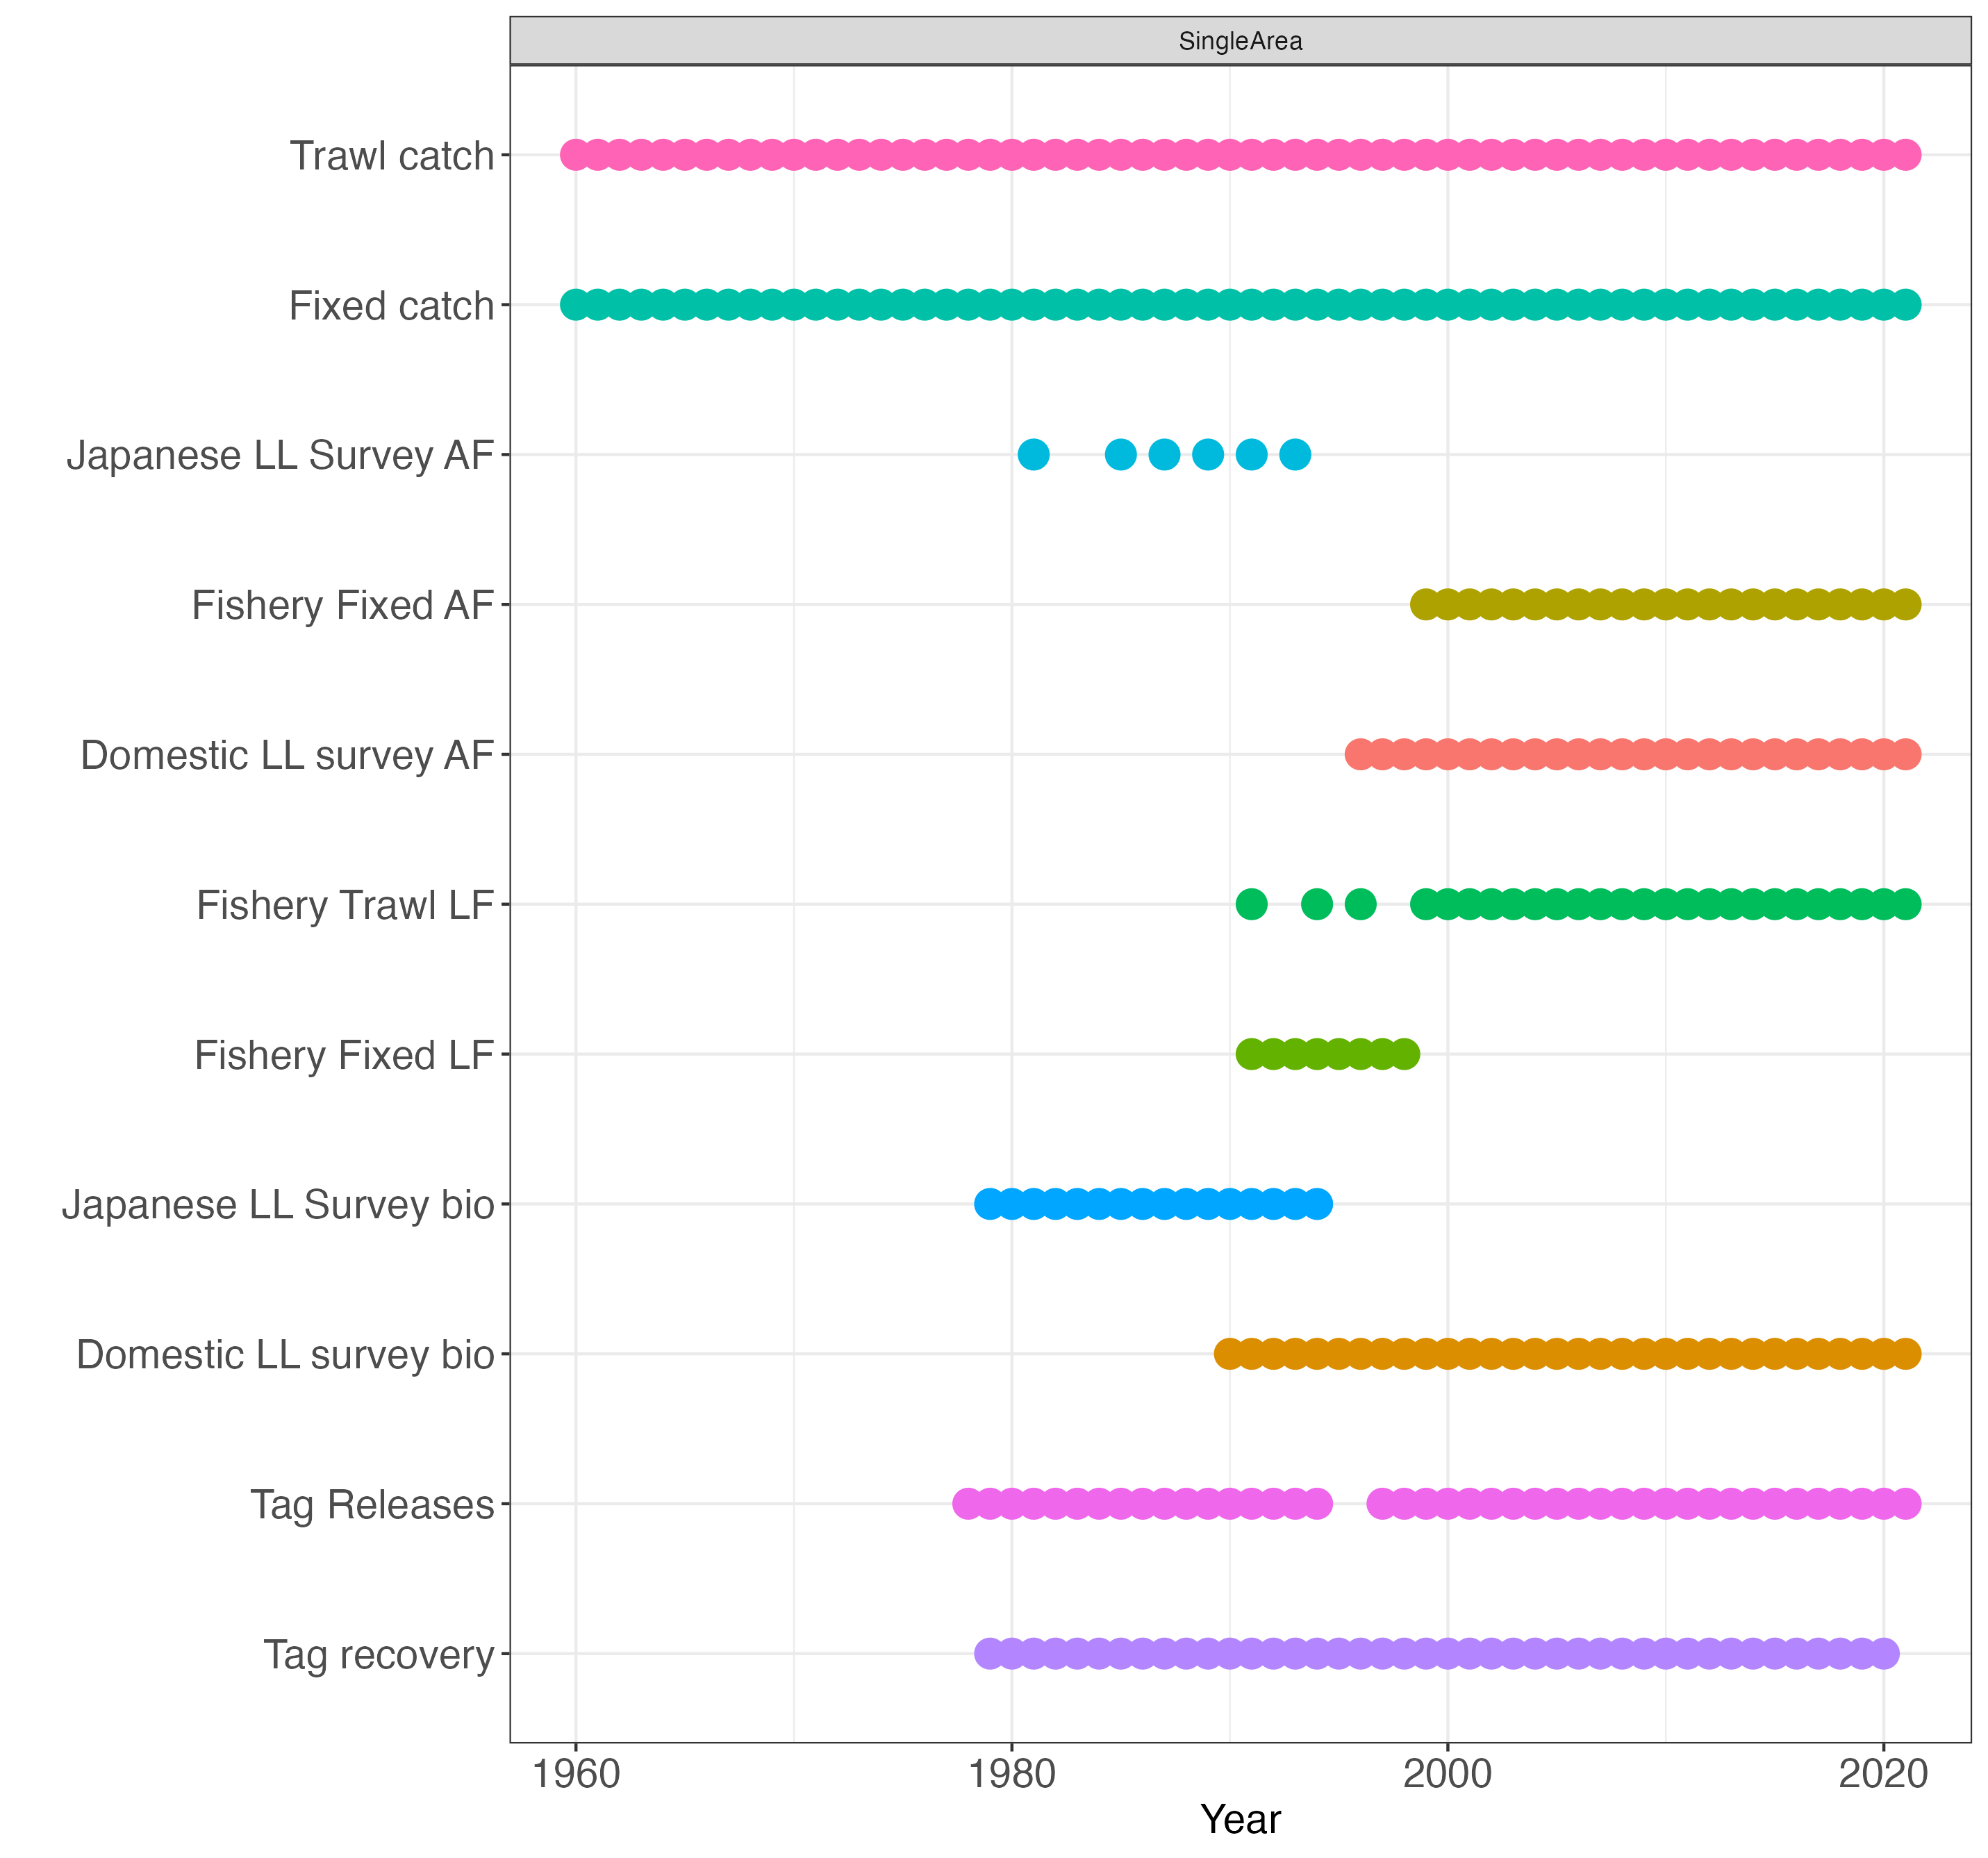 SingleArea
Trawl catch
Fixed catch
Japanese LL Survey AF
Fishery Fixed AF
Domestic LL survey AF
Fishery Trawl LF
Fishery Fixed LF
Japanese LL Survey bio
Domestic LL survey bio
Tag Releases
Tag recovery
1960 1980 2000 2020
Year